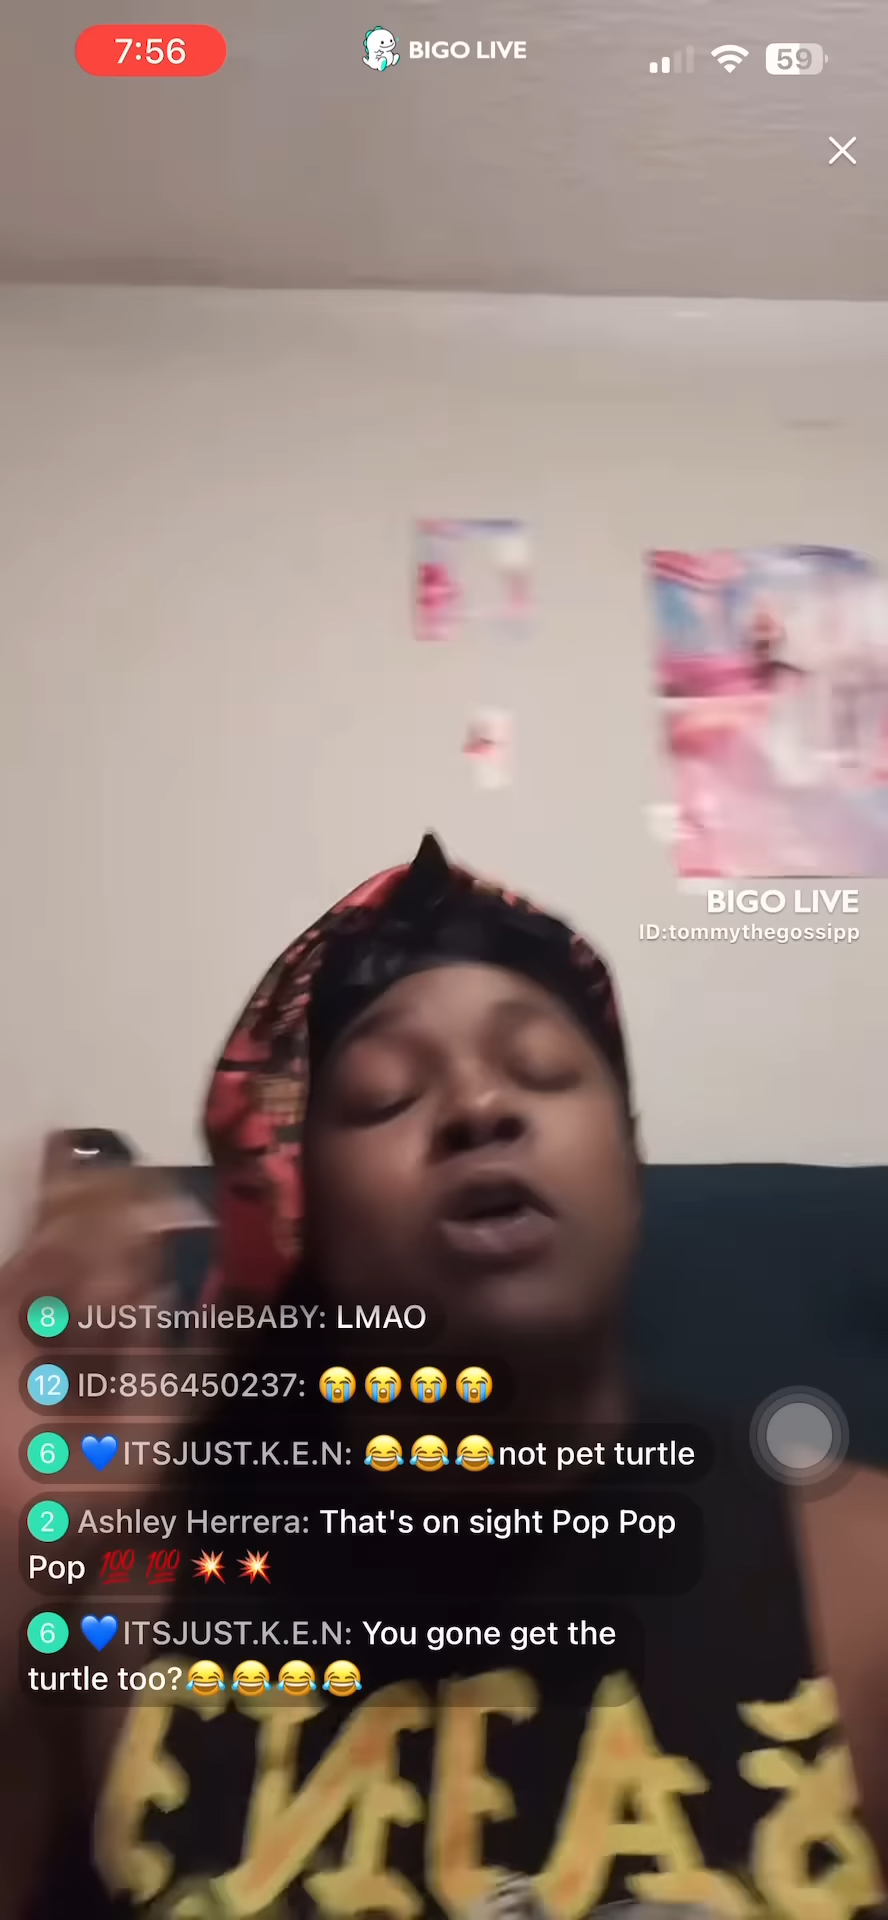 7:56
BIGO LIVE
59
BIGO LIVE
ID:tommythegossipp
8 JUSTsmileBABY: LMAO
12 ID:856450237: 😭😭😭😭
6 💙ITSJUST.K.E.N: 😂😂😂not pet turtle
2 Ashley Herrera: That's on sight Pop Pop
Pop 💯💯💥💥
6 💙ITSJUST.K.E.N: You gone get the
turtle too?😂😂😂😂